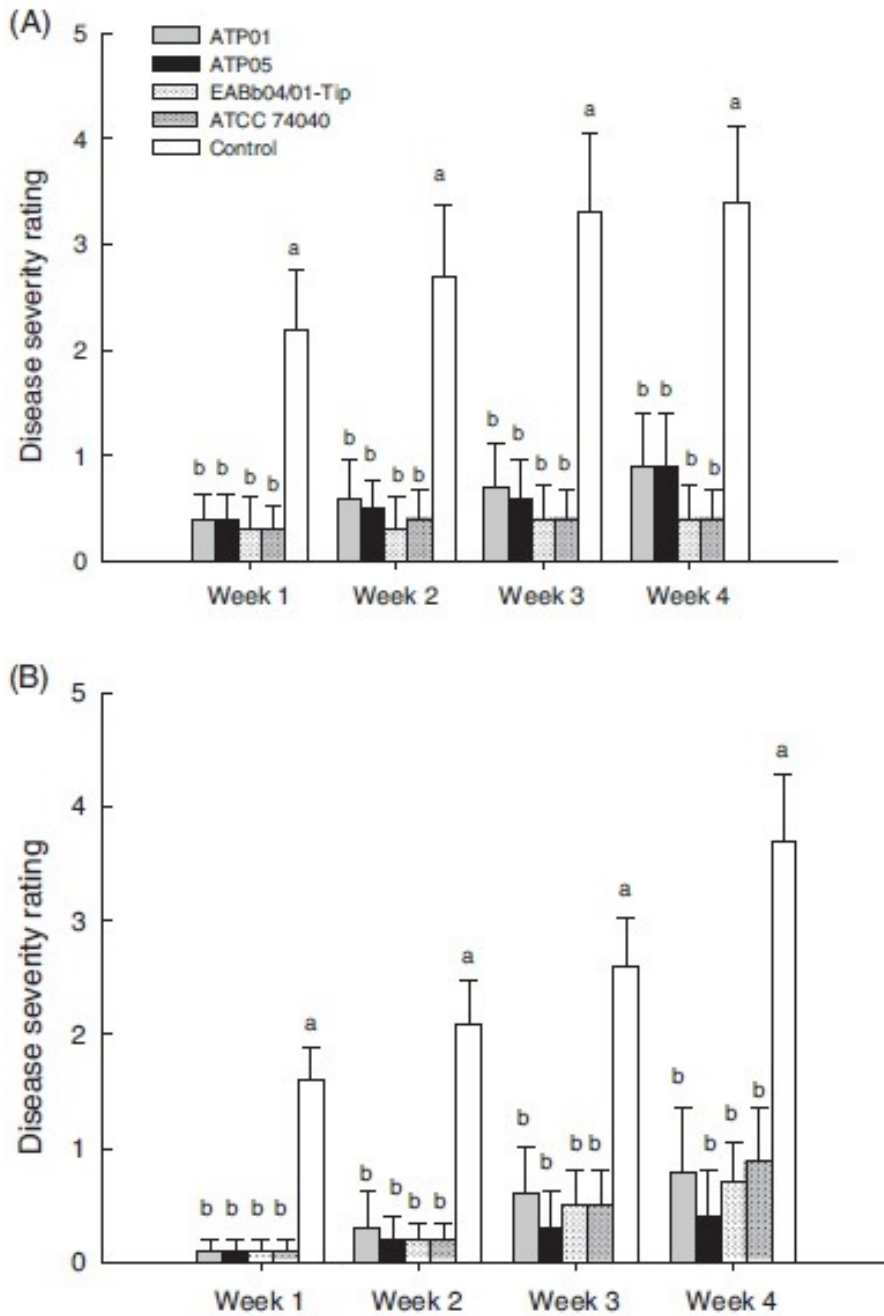 (A)
5
4
3
2
1
0
Disease severity rating
ATP01
ATP05
EABb04/01-Tip
ATCC 74040
Control
b b b b a
b b b b a
b b b b a
b b b b a
Week 1 Week 2 Week 3 Week 4
(B)
5
4
3
2
1
0
Disease severity rating
b b b b a
b b b b a
b b b b a
b b b b a
Week 1 Week 2 Week 3 Week 4